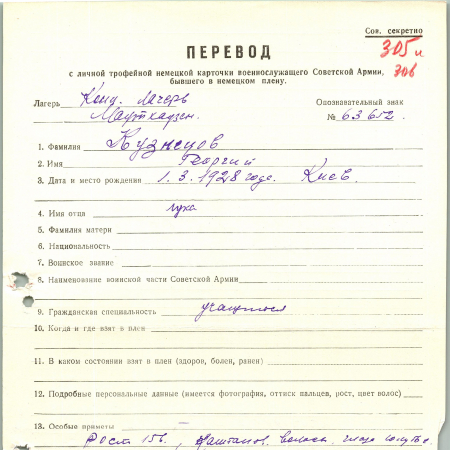 Сов. секретно
305 и
306
ПЕРЕВОД
с личной трофейной немецкой карточки военнослужащего Советской Армии,
бывшего в немецком плену.
Лагерь Конц. лагерь Опознавательный знак
Маутхаузен. № 63652.
1. Фамилия Кузнецов
2. Имя Георгий
3. Дата и место рождения 1.3.1928 года. Киев.
4. Имя отца Лука
5. Фамилия матери
6. Национальность
7. Воинское звание
8. Наименование воинской части Советской Армии
9. Гражданская специальность учащийся
10. Когда и где взят в плен
11. В каком состоянии взят в плен (здоров, болен, ранен)
12. Подробные персональные данные (имеется фотография, оттиск пальцев, рост, цвет волос)
13. Особые приметы
Рост 156, каштанов. волосы, глаза